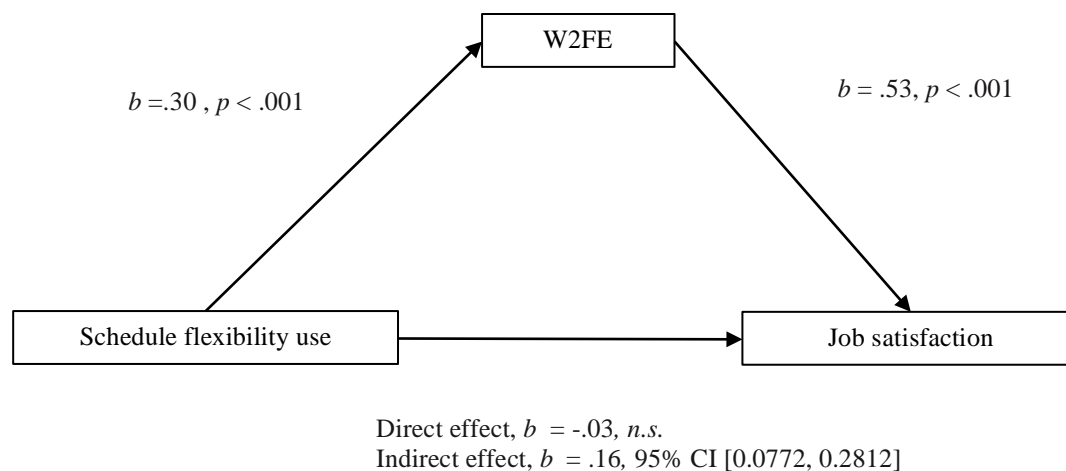 W2FE
b =.30 , p < .001
b = .53, p < .001
Schedule flexibility use
Job satisfaction
Direct effect, b = -.03, n.s.
Indirect effect, b = .16, 95% CI [0.0772, 0.2812]